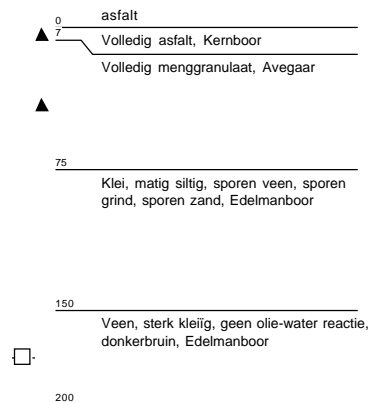 asfalt
0
7
Volledig asfalt, Kernboor
Volledig menggranulaat, Avegaar
75
Klei, matig siltig, sporen veen, sporen
grind, sporen zand, Edelmanboor
150
Veen, sterk kleiïg, geen olie-water reactie,
donkerbruin, Edelmanboor
200